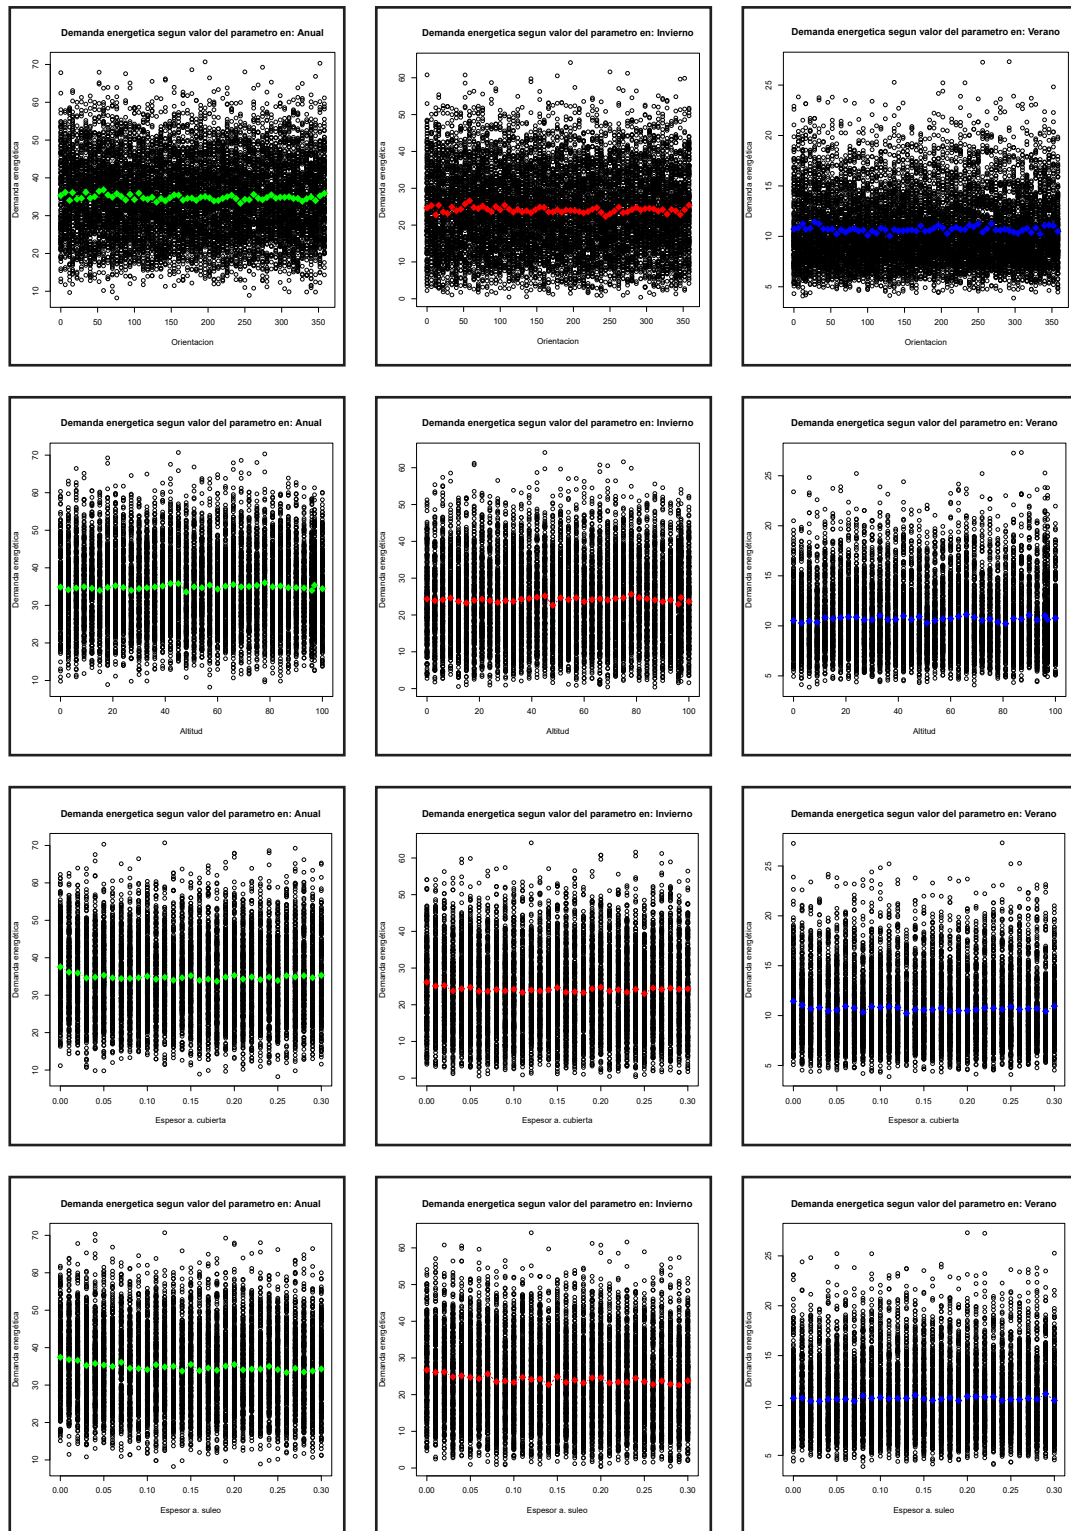 Demanda energetica segun valor del parametro en: Anual
Demanda energética
10 20 30 40 50 60 70
0 50 100 150 200 250 300 350
Orientacion
Demanda energetica segun valor del parametro en: Invierno
Demanda energética
0 10 20 30 40 50 60
0 50 100 150 200 250 300 350
Orientacion
Demanda energetica segun valor del parametro en: Verano
Demanda energética
5 10 15 20 25
0 50 100 150 200 250 300 350
Orientacion
Demanda energetica segun valor del parametro en: Anual
Demanda energética
10 20 30 40 50 60 70
0 20 40 60 80 100
Altitud
Demanda energetica segun valor del parametro en: Invierno
Demanda energética
0 10 20 30 40 50 60
0 20 40 60 80 100
Altitud
Demanda energetica segun valor del parametro en: Verano
Demanda energética
5 10 15 20 25
0 20 40 60 80 100
Altitud
Demanda energetica segun valor del parametro en: Anual
Demanda energética
10 20 30 40 50 60 70
0.00 0.05 0.10 0.15 0.20 0.25 0.30
Espesor a. cubierta
Demanda energetica segun valor del parametro en: Invierno
Demanda energética
0 10 20 30 40 50 60
0.00 0.05 0.10 0.15 0.20 0.25 0.30
Espesor a. cubierta
Demanda energetica segun valor del parametro en: Verano
Demanda energética
5 10 15 20 25
0.00 0.05 0.10 0.15 0.20 0.25 0.30
Espesor a. cubierta
Demanda energetica segun valor del parametro en: Anual
Demanda energética
10 20 30 40 50 60 70
0.00 0.05 0.10 0.15 0.20 0.25 0.30
Espesor a. suleo
Demanda energetica segun valor del parametro en: Invierno
Demanda energética
0 10 20 30 40 50 60
0.00 0.05 0.10 0.15 0.20 0.25 0.30
Espesor a. suleo
Demanda energetica segun valor del parametro en: Verano
Demanda energética
5 10 15 20 25
0.00 0.05 0.10 0.15 0.20 0.25 0.30
Espesor a. suleo